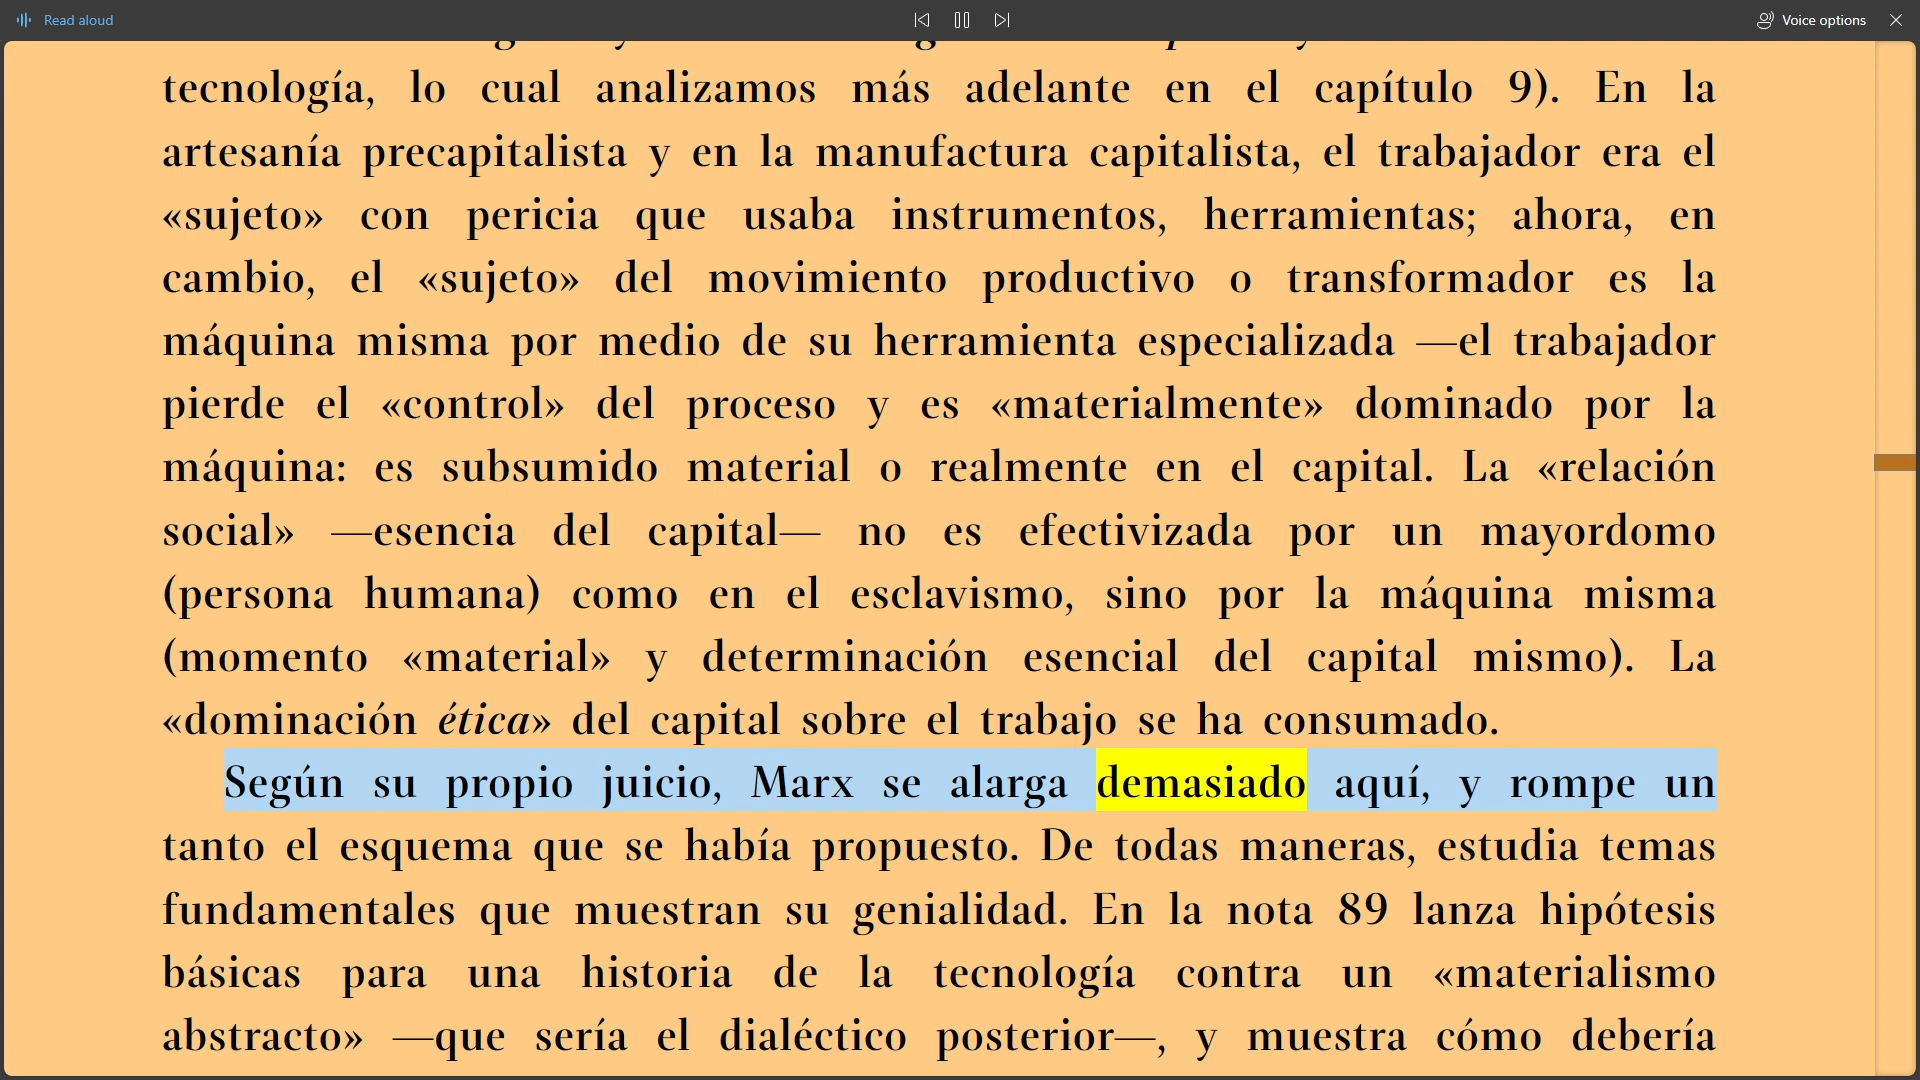 Read aloud
Voice options
tecnología, lo cual analizamos más adelante en el capítulo 9). En la
artesanía precapitalista y en la manufactura capitalista, el trabajador era el
«sujeto» con pericia que usaba instrumentos, herramientas; ahora, en
cambio, el «sujeto» del movimiento productivo o transformador es la
máquina misma por medio de su herramienta especializada —el trabajador
pierde el «control» del proceso y es «materialmente» dominado por la
máquina: es subsumido material o realmente en el capital. La «relación
social» —esencia del capital— no es efectivizada por un mayordomo
(persona humana) como en el esclavismo, sino por la máquina misma
(momento «material» y determinación esencial del capital mismo). La
«dominación ética» del capital sobre el trabajo se ha consumado.
Según su propio juicio, Marx se alarga demasiado aquí, y rompe un
tanto el esquema que se había propuesto. De todas maneras, estudia temas
fundamentales que muestran su genialidad. En la nota 89 lanza hipótesis
básicas para una historia de la tecnología contra un «materialismo
abstracto» —que sería el dialéctico posterior—, y muestra cómo debería